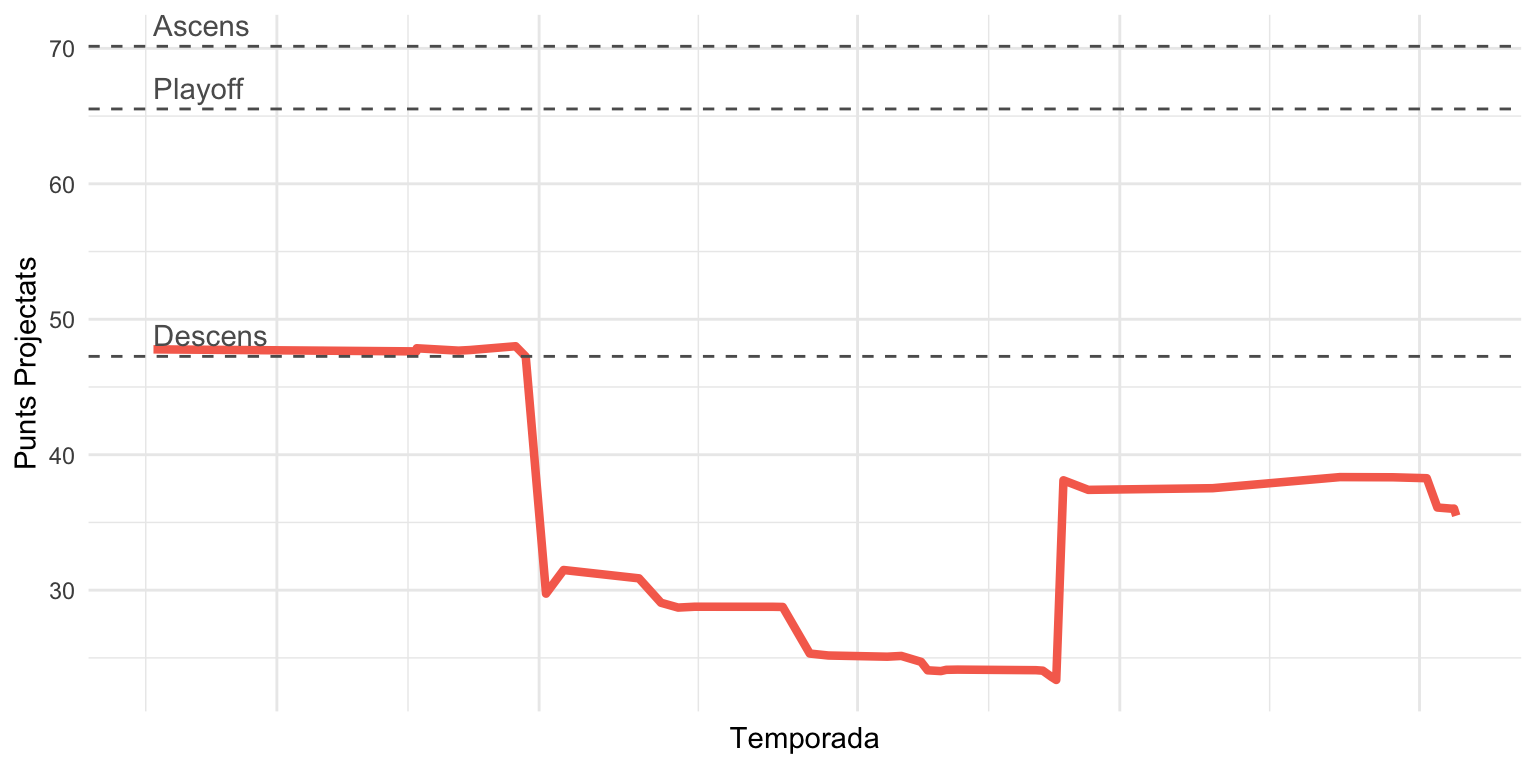 Ascens
70
Playoff
60
50
Descens
40
30
Punts Projectats
Temporada